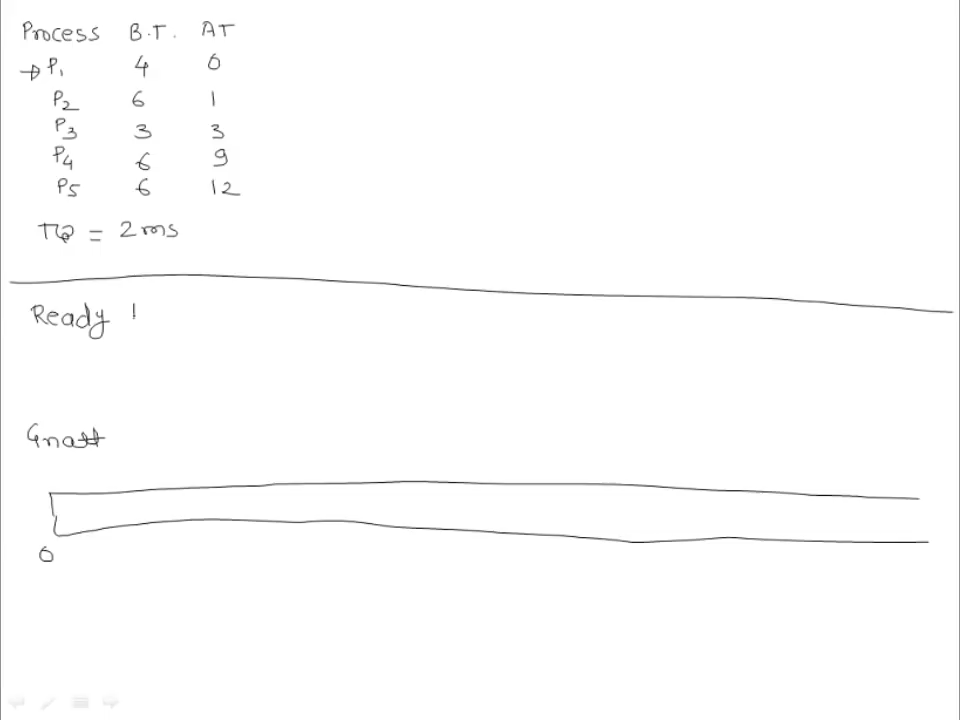 Process B.T. AT
→ P1 4 0
P2 6 1
P3 3 3
P4 6 9
P5 6 12
TQ = 2ms
Ready
Gnatt
0